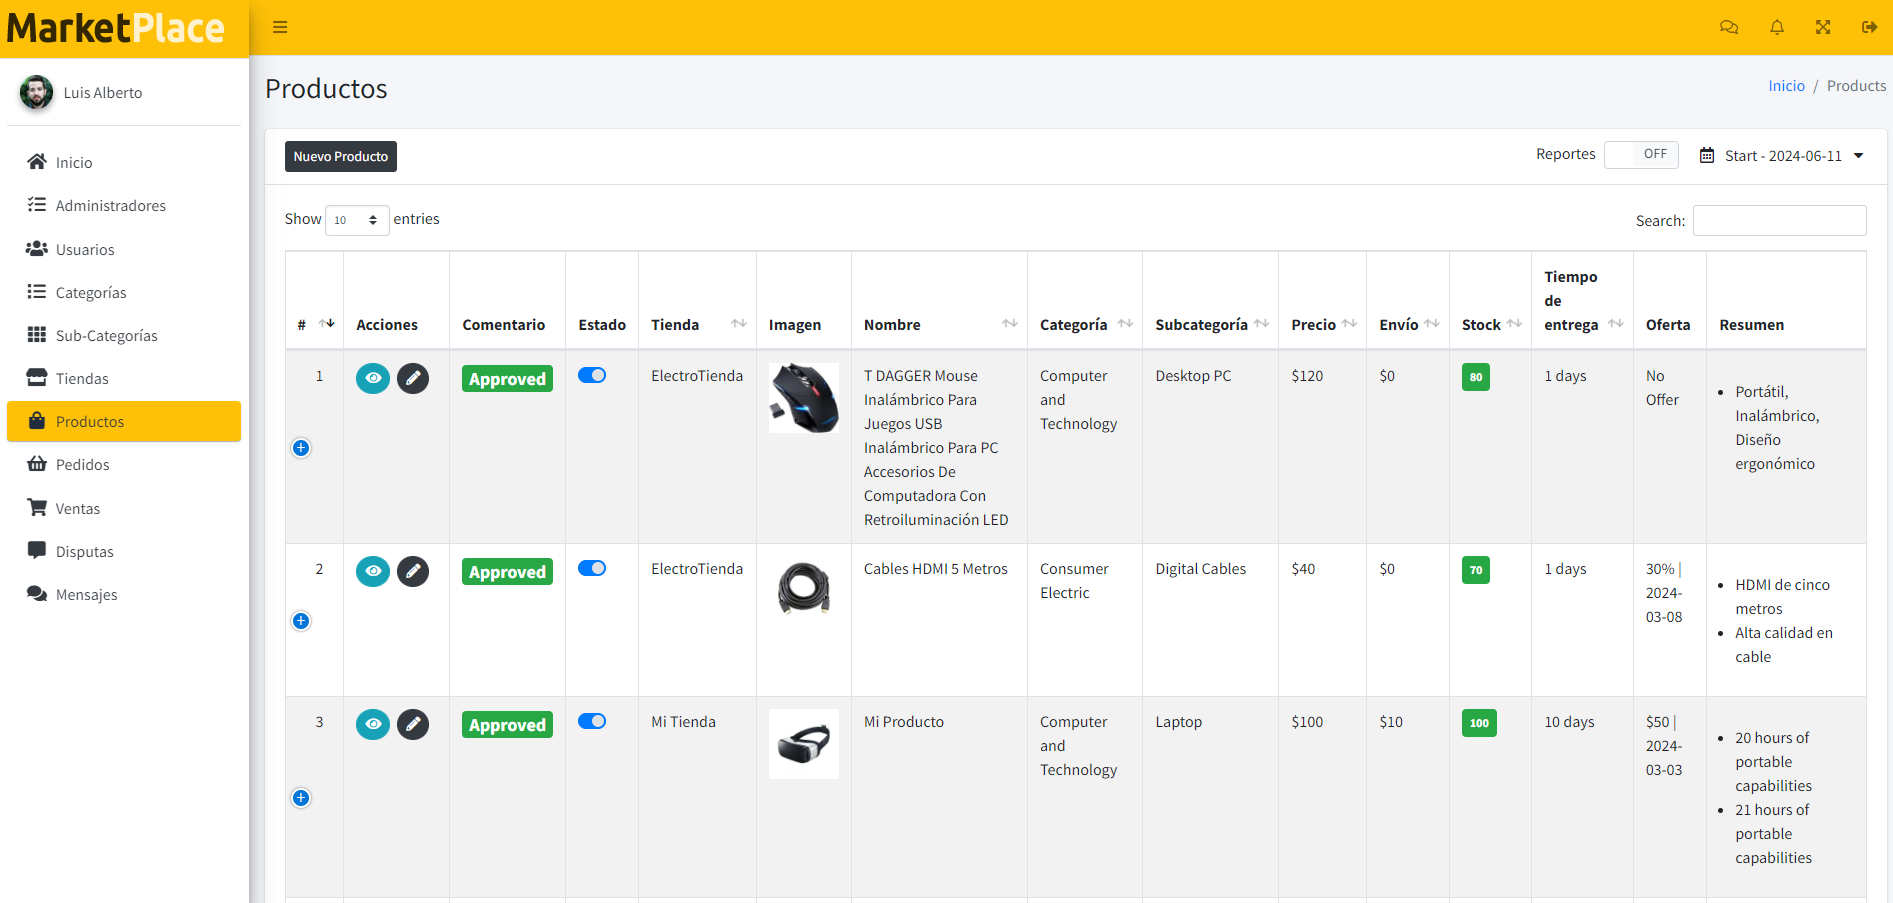 MarketPlace
Luis Alberto
Inicio
Administradores
Usuarios
Categorías
Sub-Categorías
Tiendas
Productos
Pedidos
Ventas
Disputas
Mensajes
Productos
Inicio / Products
Nuevo Producto
Reportes OFF Start - 2024-06-11
Show 10 entries
Search:
# Acciones Comentario Estado Tienda Imagen Nombre Categoría Subcategoría Precio Envío Stock Tiempo de entrega Oferta Resumen
1 Approved ElectroTienda
T DAGGER Mouse
Inalámbrico Para
Juegos USB
Inalámbrico Para PC
Accesorios De
Computadora Con
Retroiluminación LED
Computer
and
Technology
Desktop PC
$120
$0
80
1 days
No
Offer
Portátil,
Inalámbrico,
Diseño
ergonómico
2 Approved ElectroTienda
Cables HDMI 5 Metros
Consumer
Electric
Digital Cables
$40
$0
70
1 days
30% |
2024-
03-08
HDMI de cinco
metros
Alta calidad en
cable
3 Approved Mi Tienda
Mi Producto
Computer
and
Technology
Laptop
$100
$10
100
10 days
$50 |
2024-
03-03
20 hours of
portable
capabilities
21 hours of
portable
capabilities